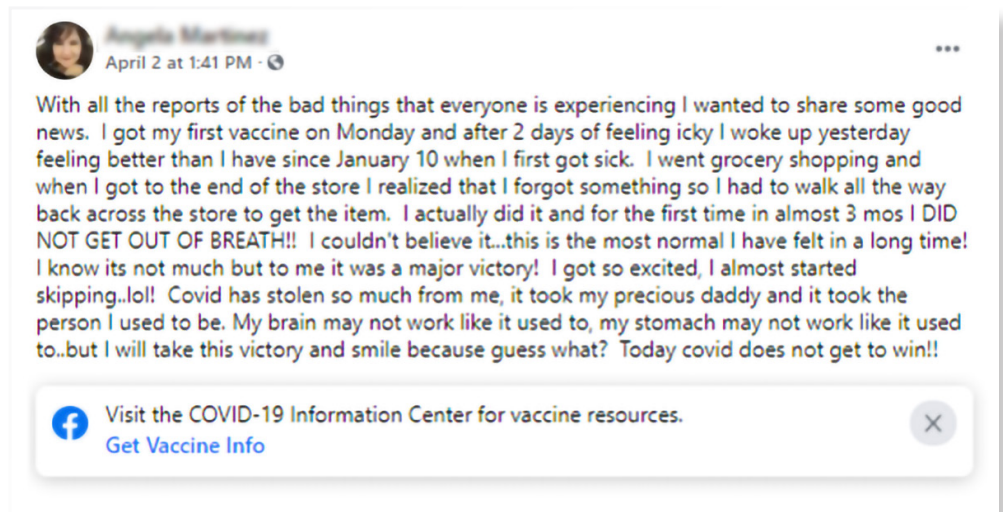 April 2 at 1:41 PM ·
With all the reports of the bad things that everyone is experiencing I wanted to share some good
news.  I got my first vaccine on Monday and after 2 days of feeling icky I woke up yesterday
feeling better than I have since January 10 when I first got sick.  I went grocery shopping and
when I got to the end of the store I realized that I forgot something so I had to walk all the way
back across the store to get the item.  I actually did it and for the first time in almost 3 mos I DID
NOT GET OUT OF BREATH!!  I couldn't believe it...this is the most normal I have felt in a long time!
I know its not much but to me it was a major victory!  I got so excited, I almost started
skipping..lol!  Covid has stolen so much from me, it took my precious daddy and it took the
person I used to be. My brain may not work like it used to, my stomach may not work like it used
to..but I will take this victory and smile because guess what?  Today covid does not get to win!!
Visit the COVID-19 Information Center for vaccine resources.
Get Vaccine Info